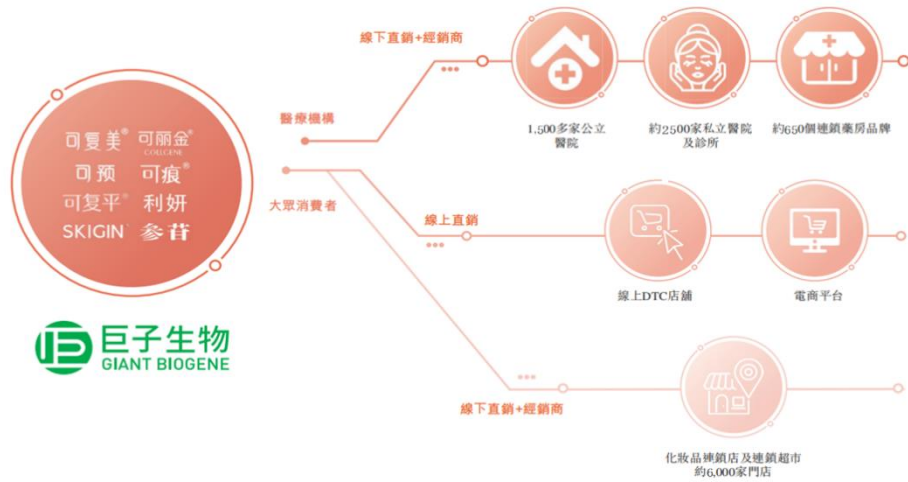 線下直銷+經銷商
1,500多家公立
醫院
約2500家私立醫院
及診所
約650個連鎖藥房品牌
醫療機構
可复美® 可丽金®
COLLGENE
可预 可痕®
可复平® 利妍
SKIGIN 参苷
大眾消費者
線上直銷
線上DTC店舖
電商平台
巨子生物
GIANT BIOGENE
線下直銷+經銷商
化妝品連鎖店及連鎖超市
約6,000家門店